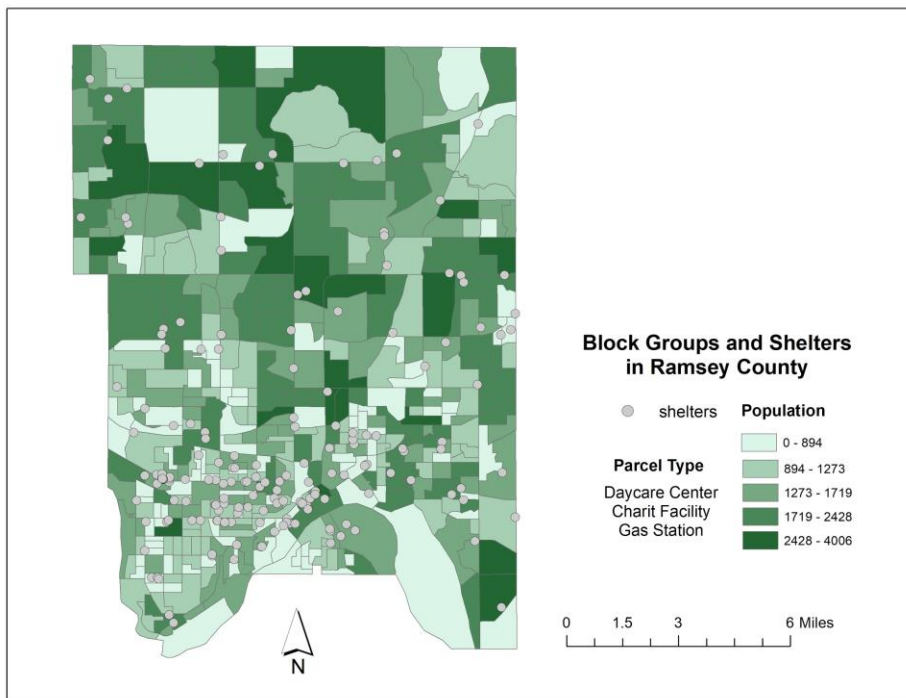 Block Groups and Shelters
in Ramsey County
shelters
Population
0 - 894
894 - 1273
1273 - 1719
1719 - 2428
2428 - 4006
Parcel Type
Daycare Center
Charit Facility
Gas Station
0 1.5 3 6 Miles
N